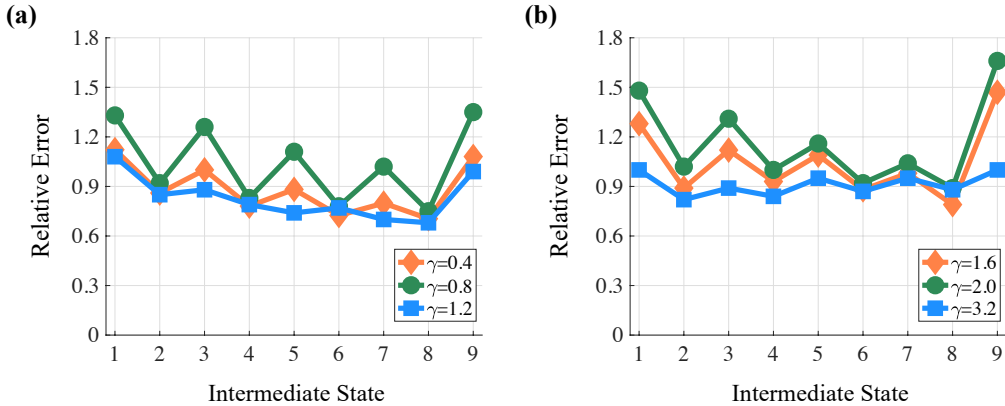 (a)
1.8
1.5
1.2
0.9
0.6
0.3
0
Relative Error
γ=0.4
γ=0.8
γ=1.2
1 2 3 4 5 6 7 8 9
Intermediate State
(b)
1.8
1.5
1.2
0.9
0.6
0.3
0
Relative Error
γ=1.6
γ=2.0
γ=3.2
1 2 3 4 5 6 7 8 9
Intermediate State